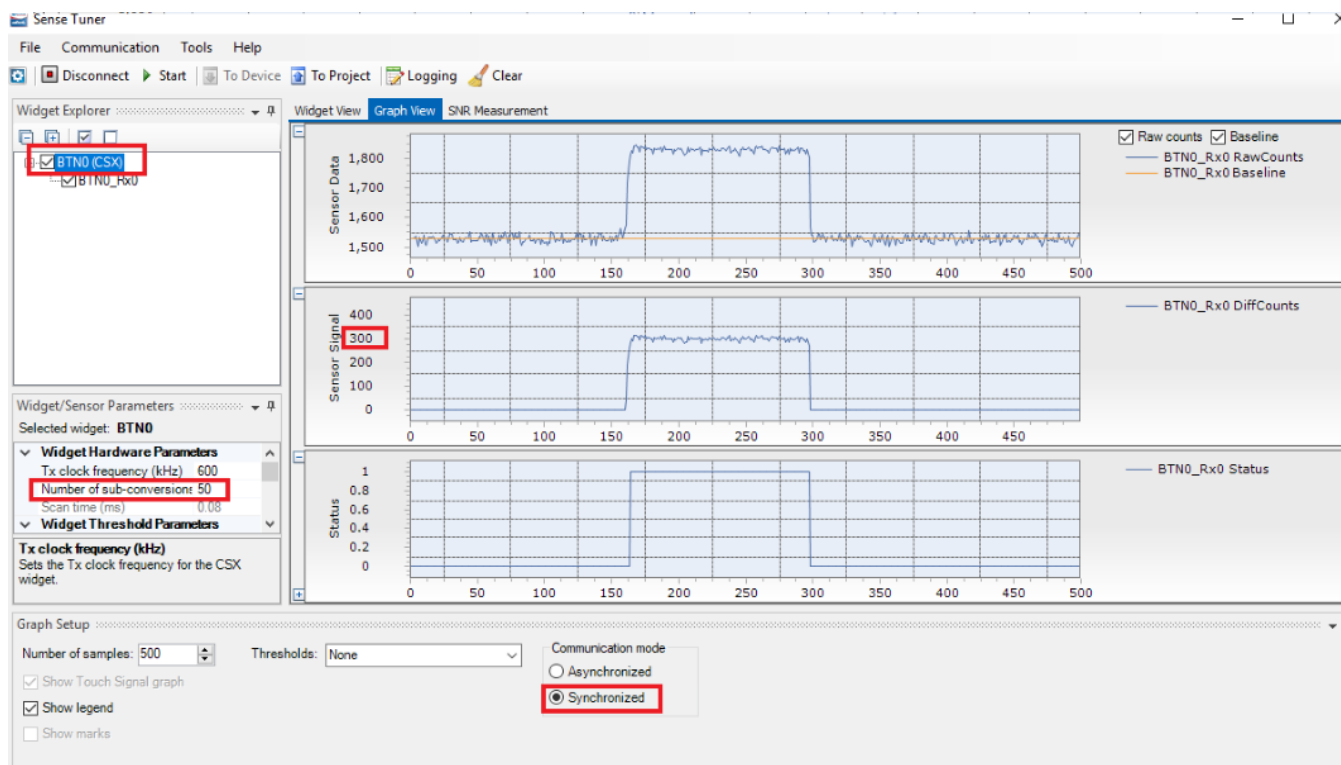 Sense Tuner
File Communication Tools Help
Disconnect Start To Device To Project Logging Clear
Widget Explorer
BTN0 (CSX)
BTN0_Rx0
Widget View Graph View SNR Measurement
Sensor Data
1,800
1,700
1,600
1,500
0 50 100 150 200 250 300 350 400 450 500
Raw counts Baseline
BTN0_Rx0 RawCounts
BTN0_Rx0 Baseline
Sensor Signal
400
300
200
100
0
0 50 100 150 200 250 300 350 400 450
BTN0_Rx0 DiffCounts
Status
1
0.8
0.6
0.4
0.2
0
0 50 100 150 200 250 300 350 400 450 500
BTN0_Rx0 Status
Widget/Sensor Parameters
Selected widget: BTN0
Widget Hardware Parameters
Tx clock frequency (kHz) 600
Number of sub-conversions 50
Scan time (ms) 0.08
Widget Threshold Parameters
Tx clock frequency (kHz)
Sets the Tx clock frequency for the CSX
widget.
Graph Setup
Number of samples: 500 Thresholds: None
Show Touch Signal graph
Show legend
Show marks
Communication mode
Asynchronized
Synchronized